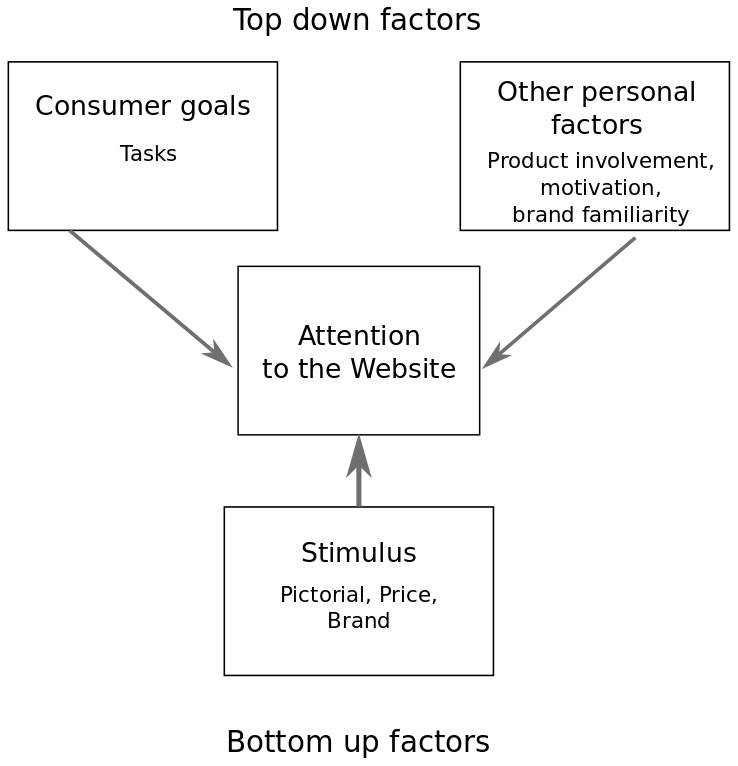 Top down factors
Consumer goals
Tasks
Other personal
factors
Product involvement,
motivation,
brand familiarity
Attention
to the Website
Stimulus
Pictorial, Price,
Brand
Bottom up factors